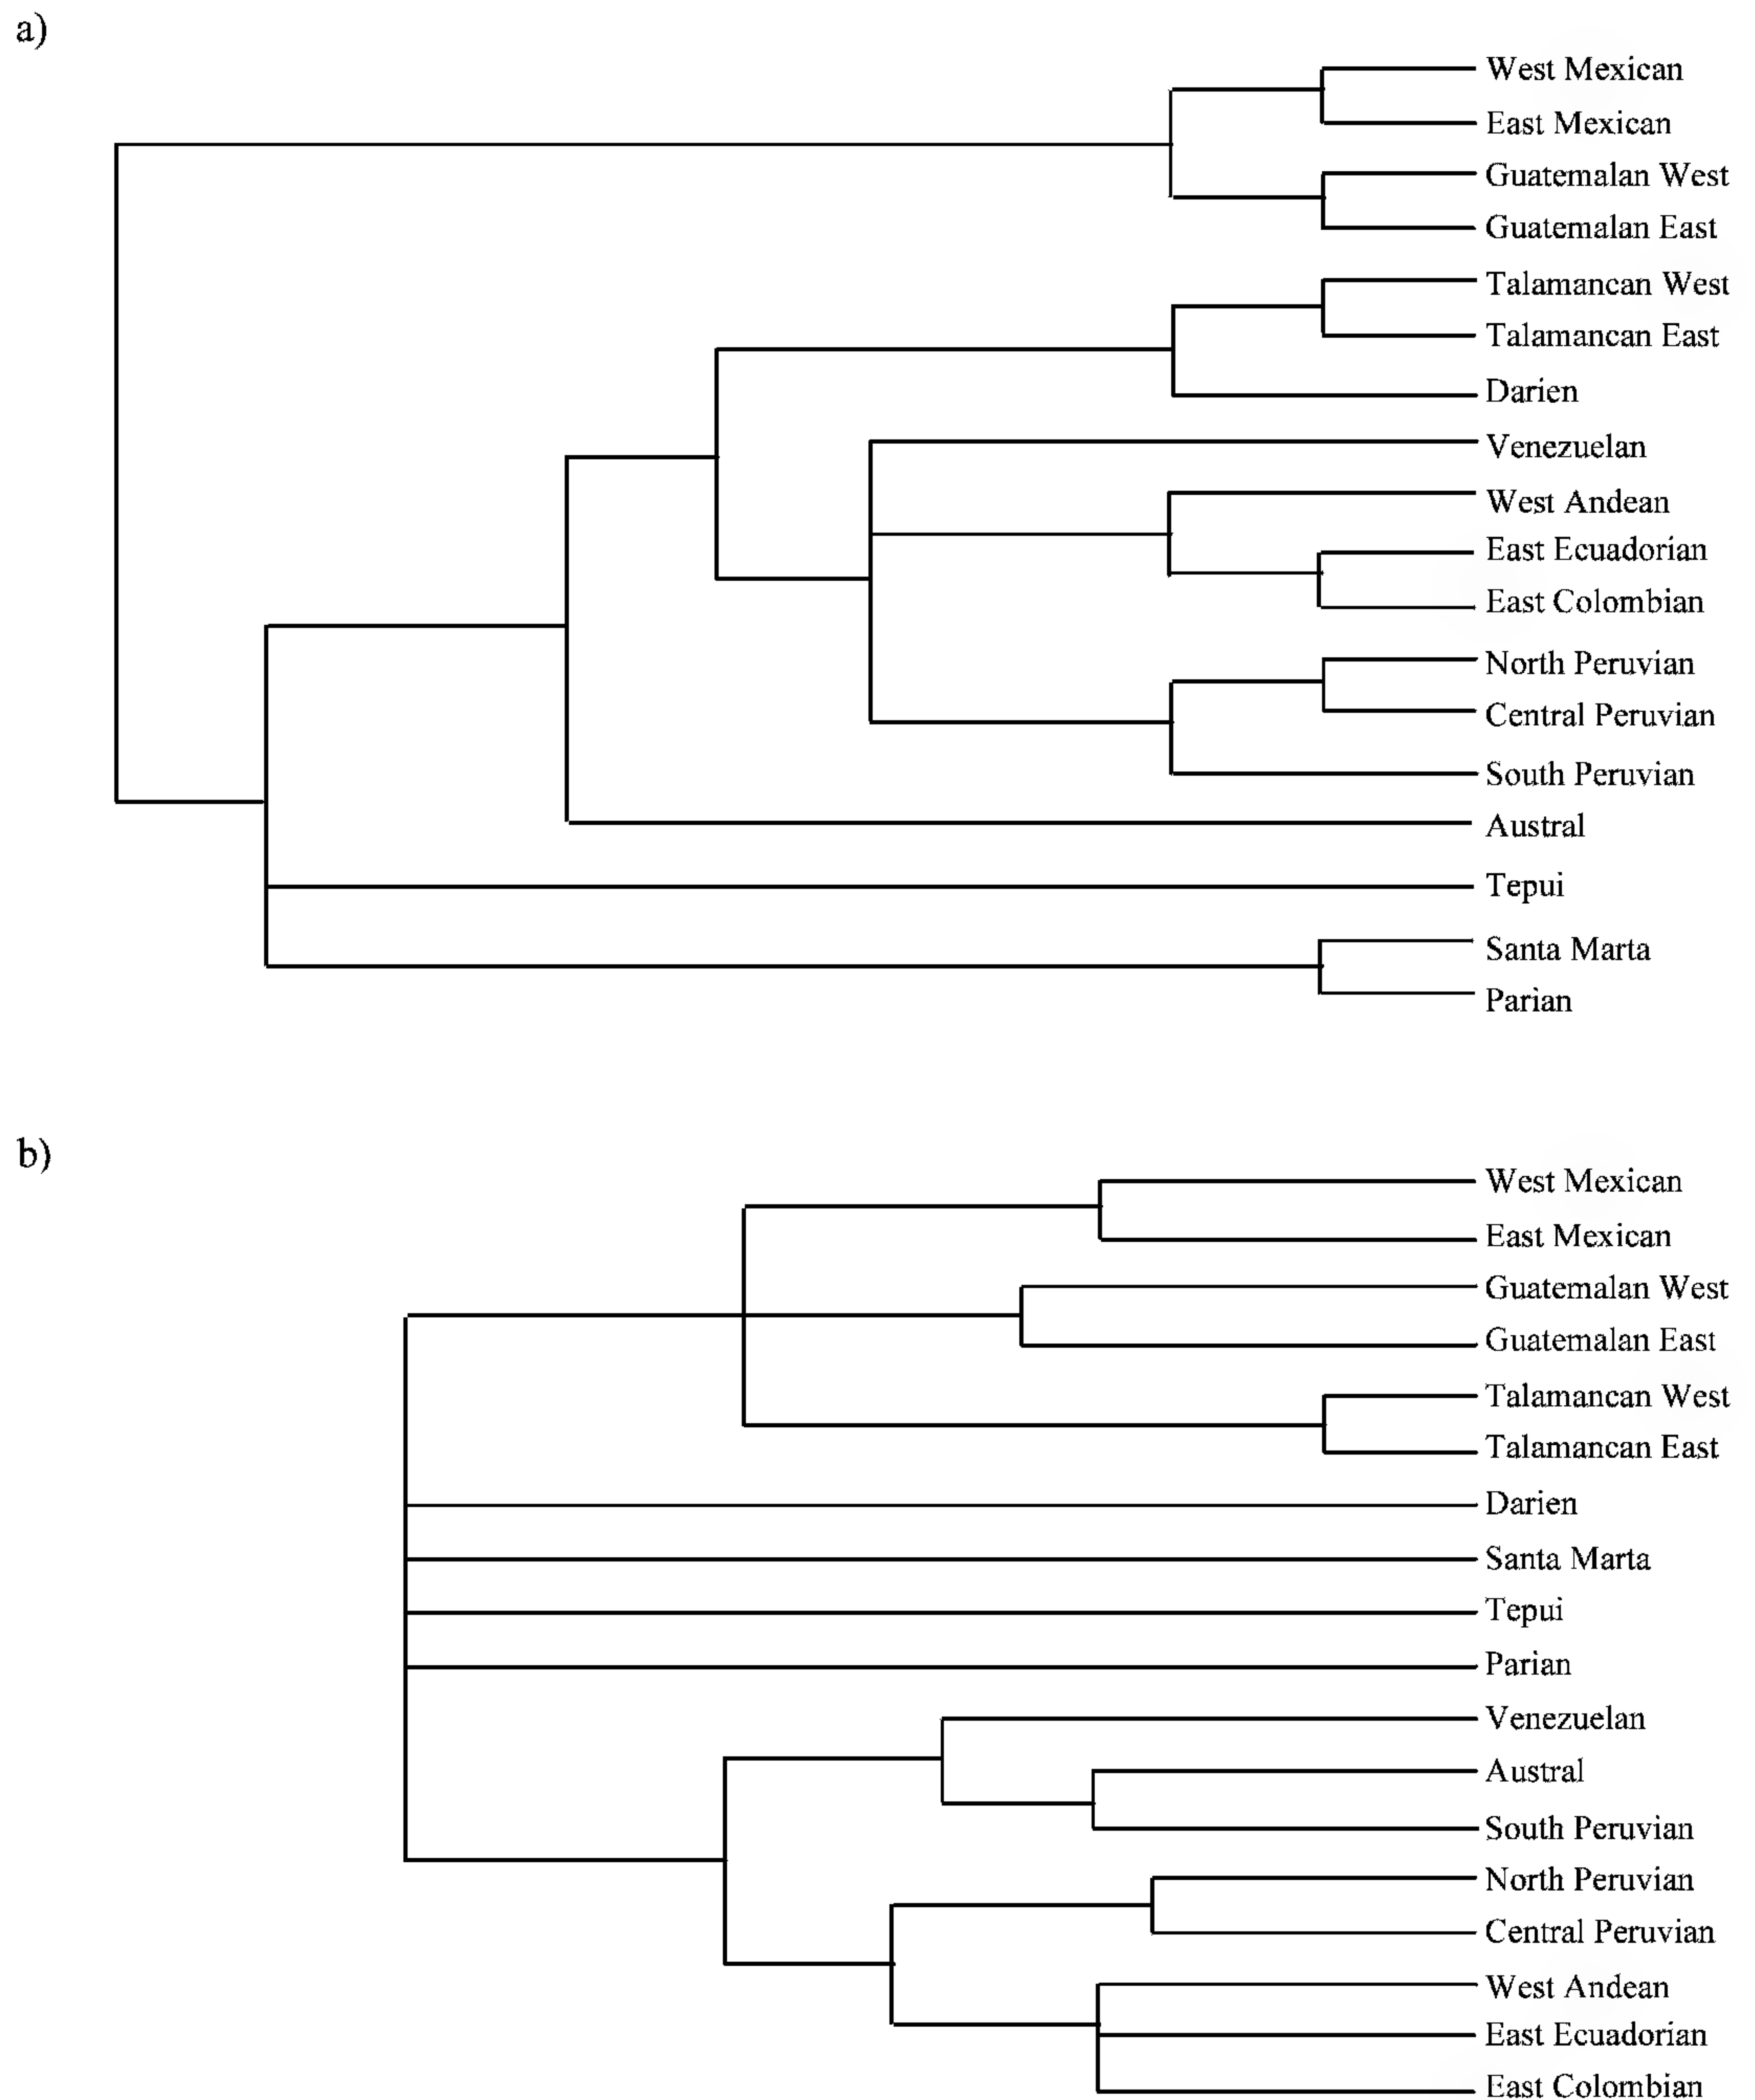 a)
West Mexican
East Mexican
Guatemalan West
Guatemalan East
Talamancan West
Talamancan East
Darien
Venezuelan
West Andean
East Ecuadorian
East Colombian
North Peruvian
Central Peruvian
South Peruvian
Austral
Tepui
Santa Marta
Parian
b)
West Mexican
East Mexican
Guatemalan West
Guatemalan East
Talamancan West
Talamancan East
Darien
Santa Marta
Tepui
Parian
Venezuelan
Austral
South Peruvian
North Peruvian
Central Peruvian
West Andean
East Ecuadorian
East Colombian